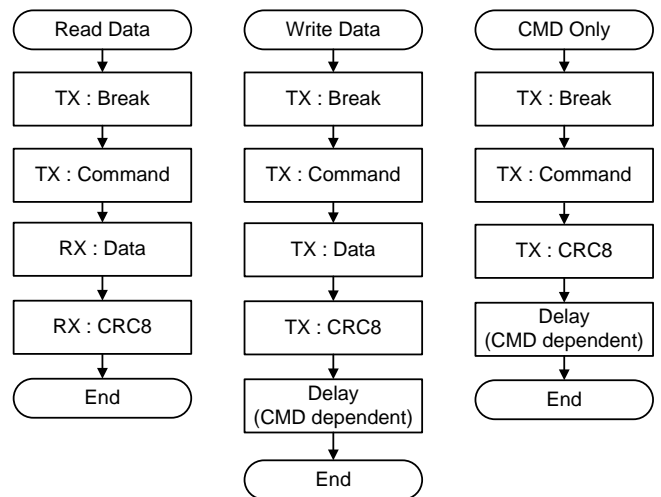 Read Data
TX : Break
TX : Command
RX : Data
RX : CRC8
End
Write Data
TX : Break
TX : Command
TX : Data
TX : CRC8
Delay
(CMD dependent)
End
CMD Only
TX : Break
TX : Command
TX : CRC8
Delay
(CMD dependent)
End